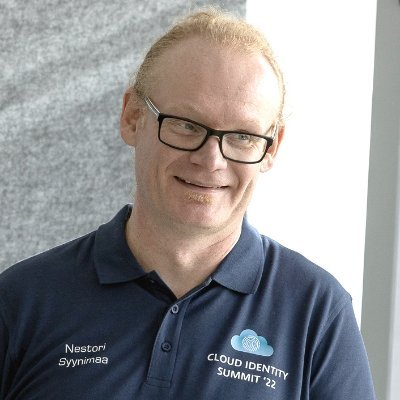 Nestori
Syynimaa
CLOUD IDENTITY
SUMMIT '22